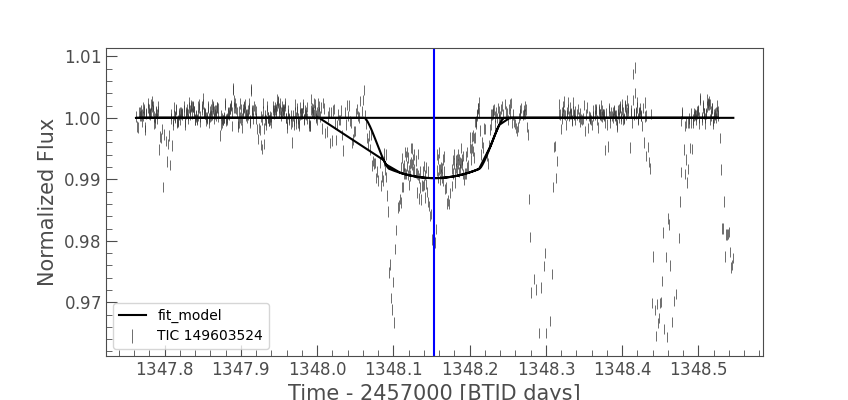 1.01
1.00
0.99
0.98
0.97
Normalized Flux
fit_model
TIC 149603524
1347.8 1347.9 1348.0 1348.1 1348.2 1348.3 1348.4 1348.5
Time - 2457000 [BTJD days]